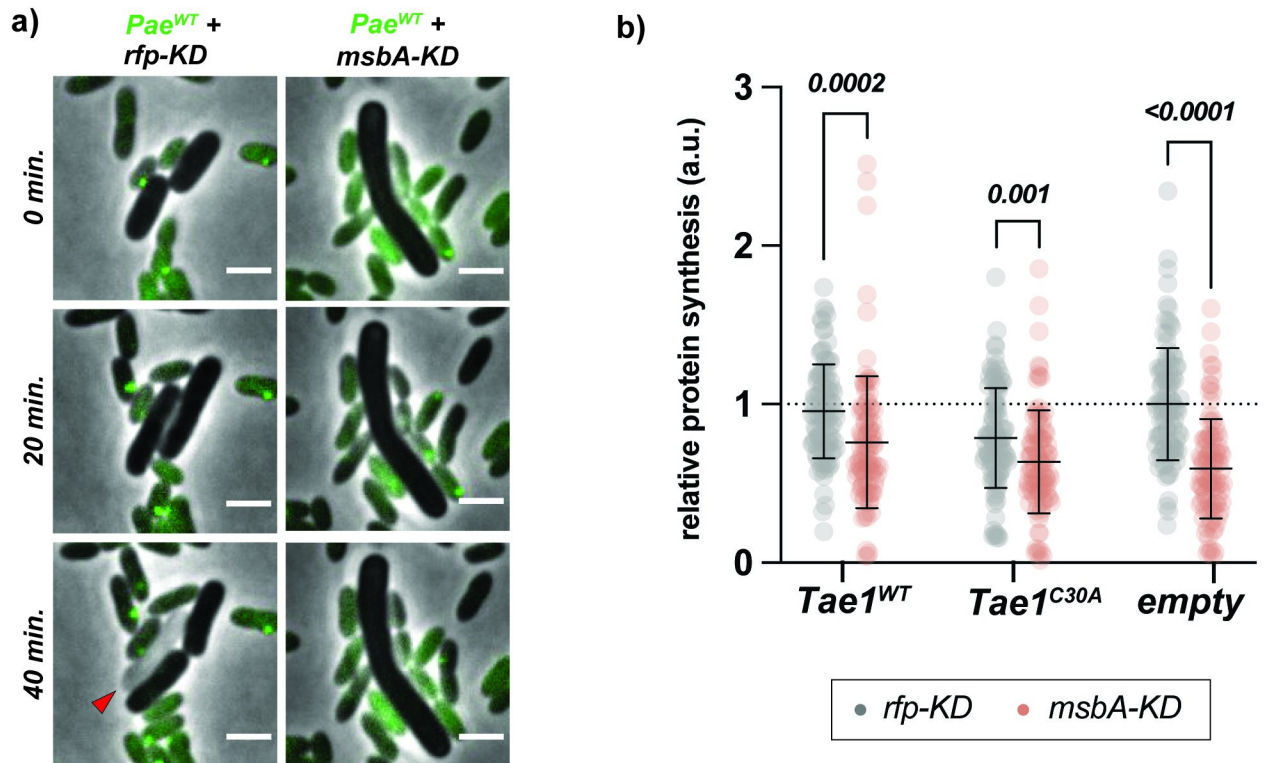 a)
Pae^WT +
rfp-KD
Pae^WT +
msbA-KD
0 min.
20 min.
40 min.
b)
relative protein synthesis (a.u.)
3
2
1
0
0.0002
0.001
<0.0001
Tae1^WT
Tae1^C30A
empty
rfp-KD
msbA-KD